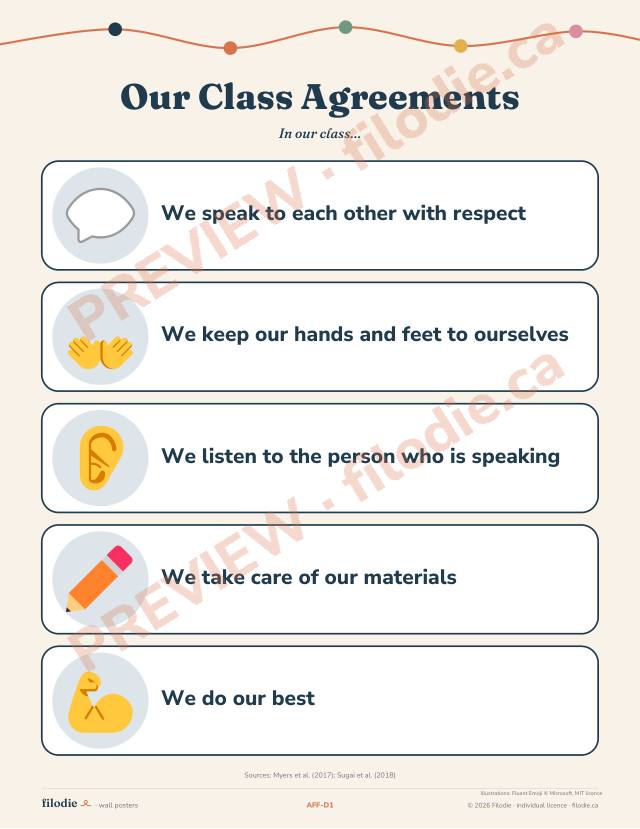 Our Class Agreements
In our class...
We speak to each other with respect
We keep our hands and feet to ourselves
We listen to the person who is speaking
We take care of our materials
We do our best
PREVIEW · filodie.ca
PREVIEW · filodie.ca
Sources: Myers et al. (2017); Sugai et al. (2018)
Illustrations: Fluent Emoji © Microsoft, MIT licence
filodie · wall posters
AFF-D1
© 2026 Filodie · individual licence · filodie.ca